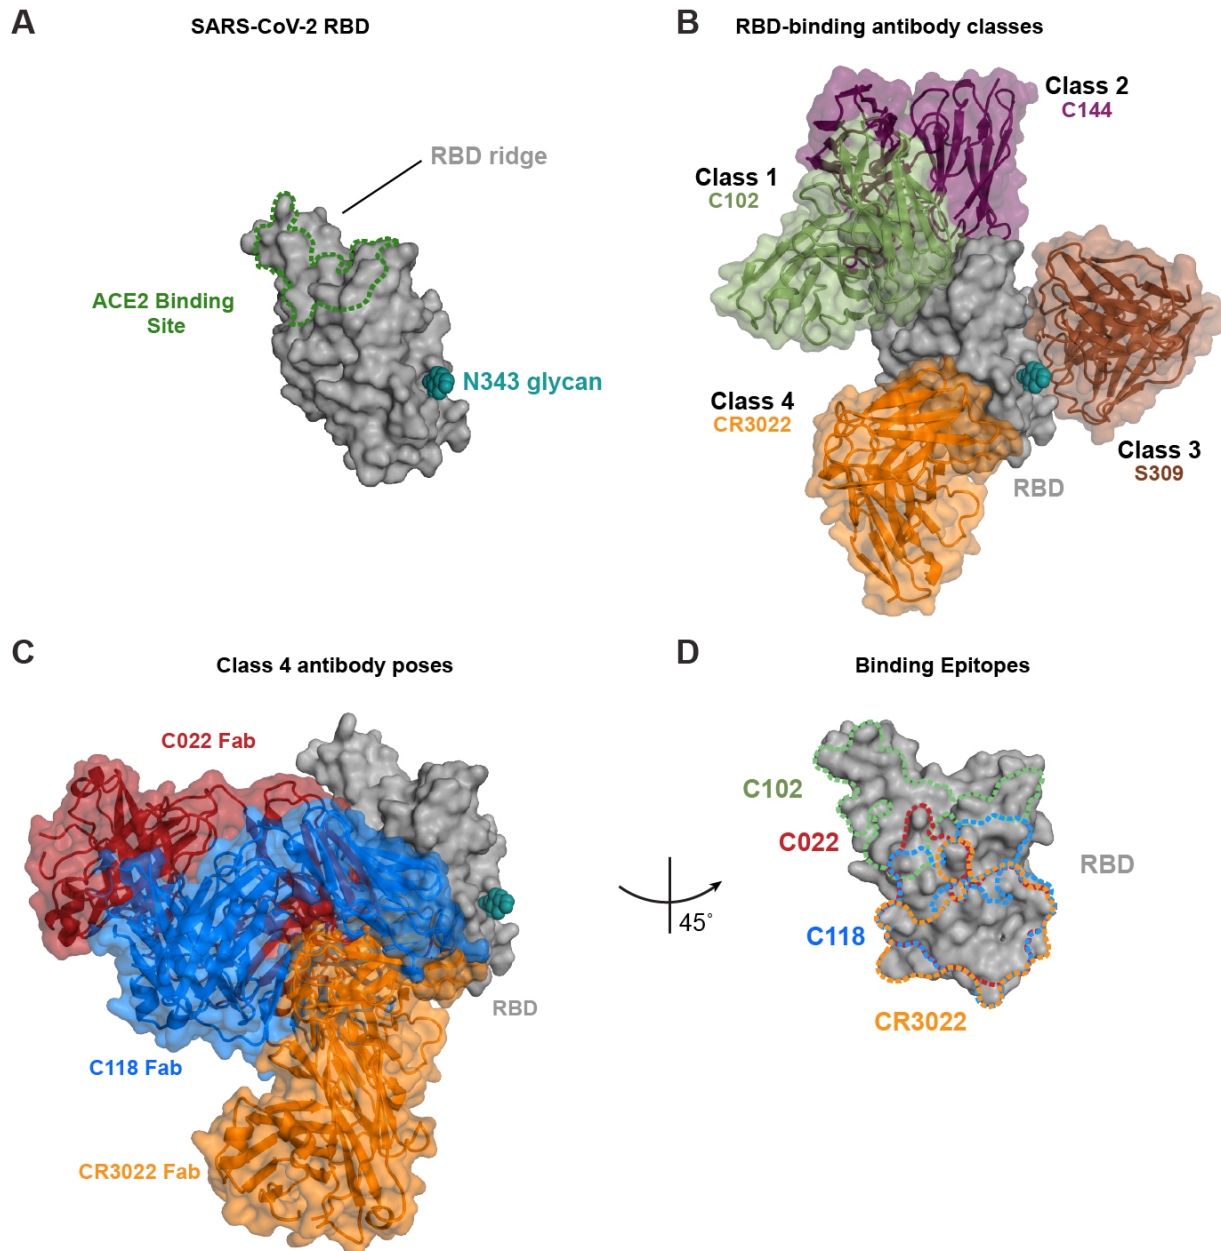 A
SARS-CoV-2 RBD
RBD ridge
ACE2 Binding
Site
N343 glycan
B
RBD-binding antibody classes
Class 2
C144
Class 1
C102
Class 4
CR3022
Class 3
S309
RBD
C
Class 4 antibody poses
C022 Fab
RBD
C118 Fab
CR3022 Fab
45°
D
Binding Epitopes
C102
C022
RBD
C118
CR3022